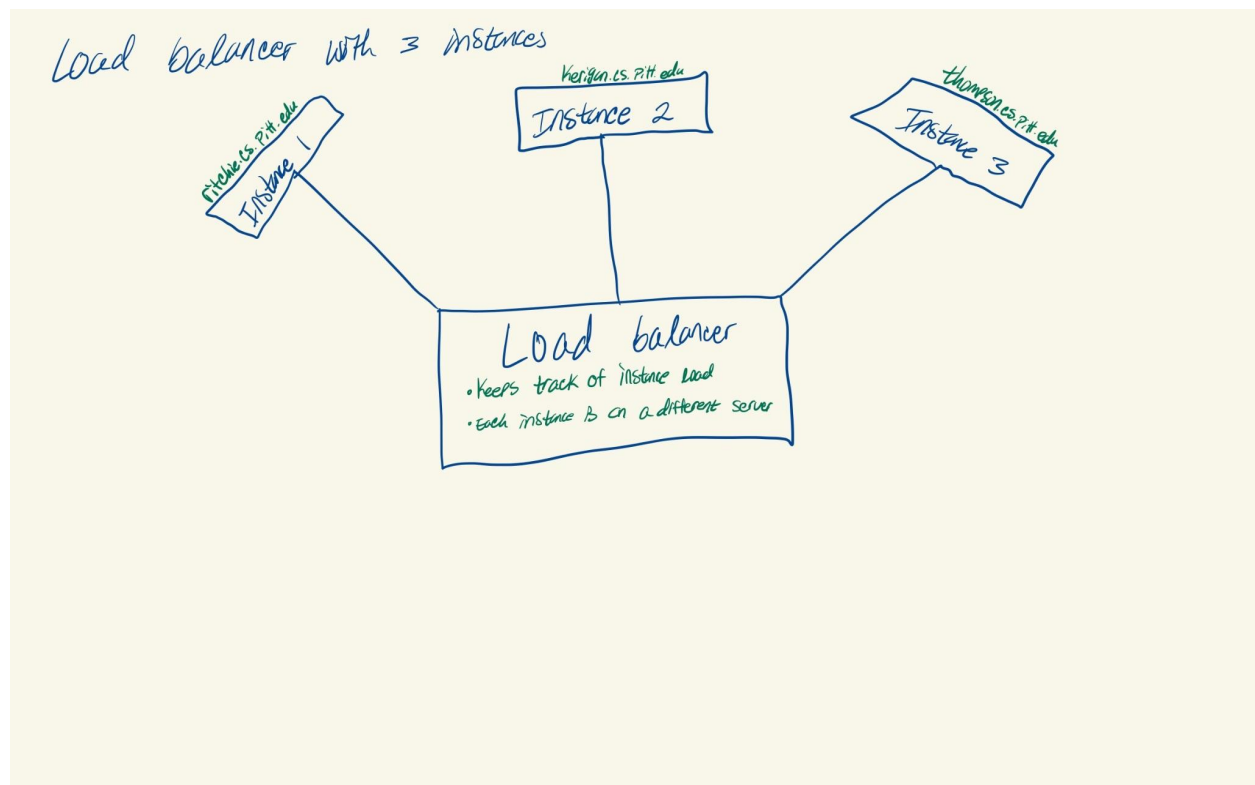 Load balancer with 3 instances
ritchie.cs.pitt.edu
Instance 1
Kerigan.cs.Pitt.edu
Instance 2
thompson.cs.Pitt.edu
Instance 3
Load balancer
• Keeps track of instance Load
• Each instance is on a different server